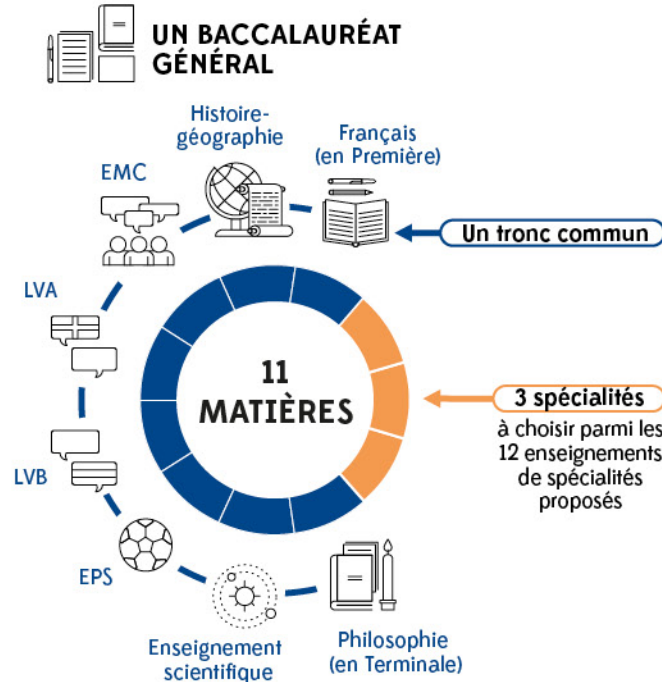 UN BACCALAURÉAT
GÉNÉRAL
Histoire-
géographie
Français
(en Première)
EMC
Un tronc commun
LVA
11
MATIÈRES
3 spécialités
à choisir parmi les
12 enseignements
de spécialités
proposés
LVB
EPS
Enseignement
scientifique
Philosophie
(en Terminale)